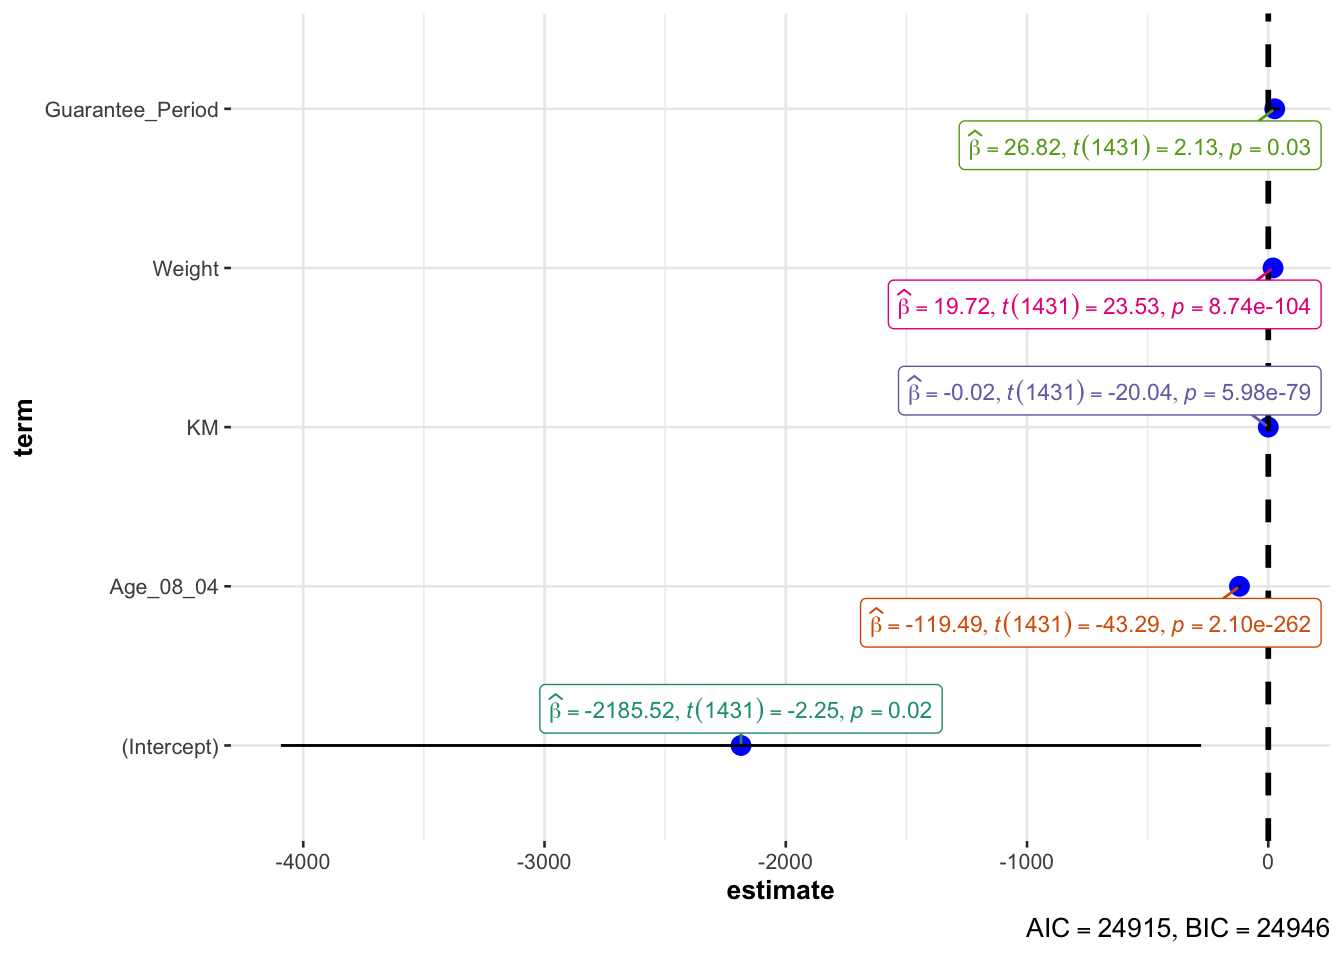 term
Guarantee_Period
β̂ = 26.82, t(1431) = 2.13, p = 0.03
Weight
β̂ = 19.72, t(1431) = 23.53, p = 8.74e-104
β̂ = -0.02, t(1431) = -20.04, p = 5.98e-79
KM
Age_08_04
β̂ = -119.49, t(1431) = -43.29, p = 2.10e-262
β̂ = -2185.52, t(1431) = -2.25, p = 0.02
(Intercept)
-4000 -3000 -2000 -1000 0
estimate
AIC = 24915, BIC = 24946